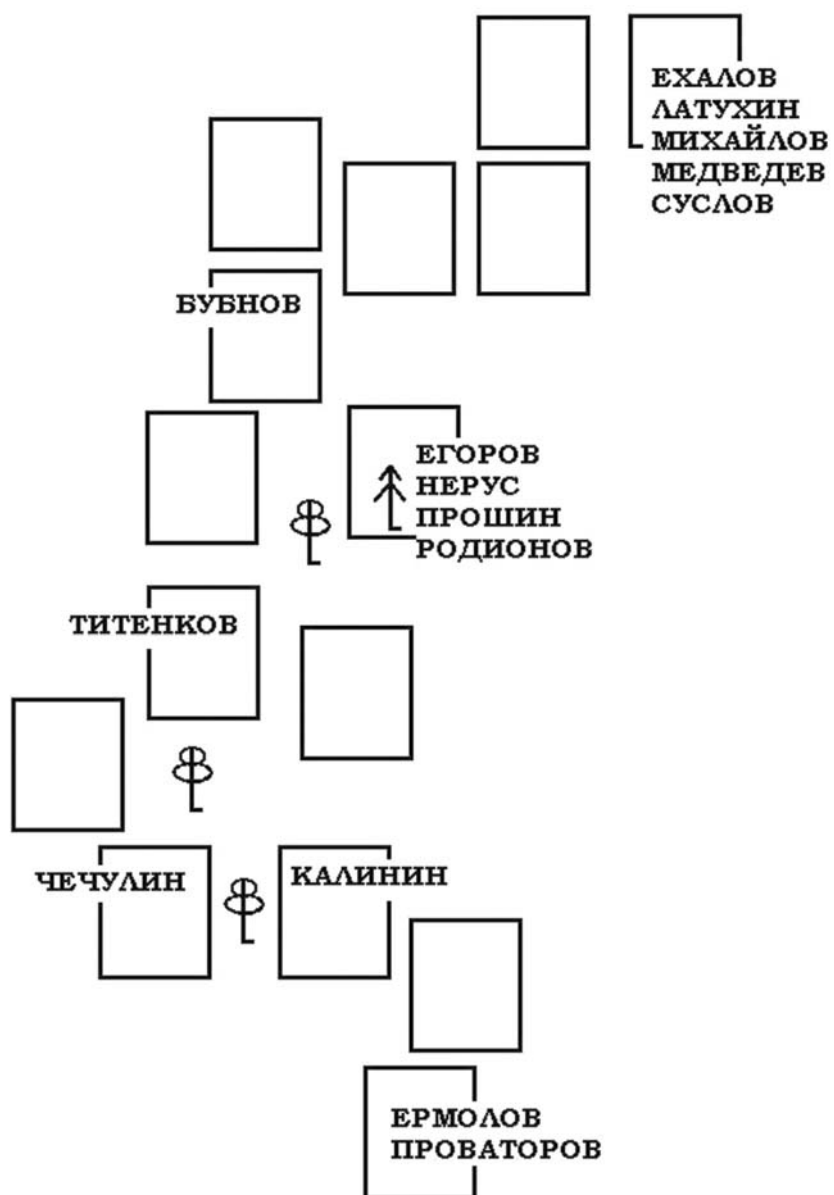 ЕХАЛОВ
ЛАТУХИН
МИХАЙЛОВ
МЕДВЕДЕВ
СУСЛОВ
БУБНОВ
ЕГОРОВ
НЕРУС
ПРОШИН
РОДИОНОВ
ТИТЕНКОВ
ЧЕЧУЛИН
КАЛИНИН
ЕРМОЛОВ
ПРОВАТОРОВ